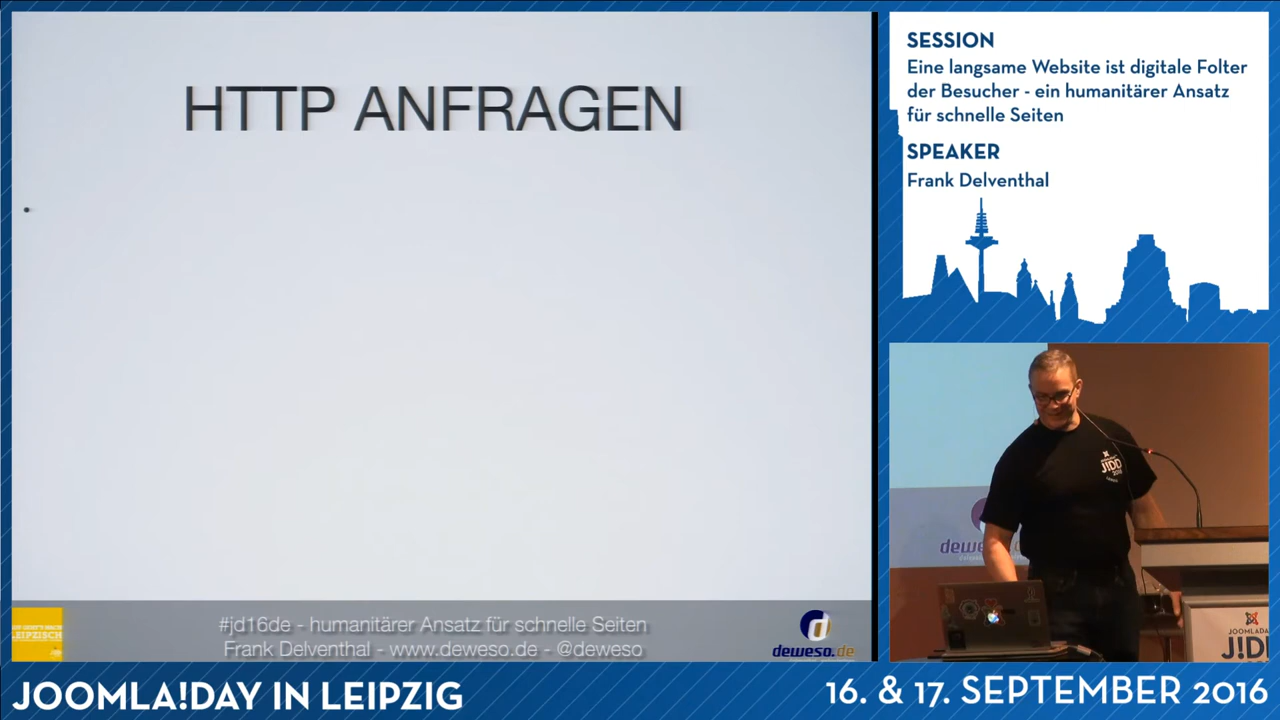 HTTP ANFRAGEN
#jd16de - humanitärer Ansatz für schnelle Seiten
Frank Delventhal - www.deweso.de - @deweso
LEIPZISCH
deweso.de
SESSION
Eine langsame Website ist digitale Folter
der Besucher - ein humanitärer Ansatz
für schnelle Seiten
SPEAKER
Frank Delventhal
JOOMLA!DAY IN LEIPZIG
16. & 17. SEPTEMBER 2016